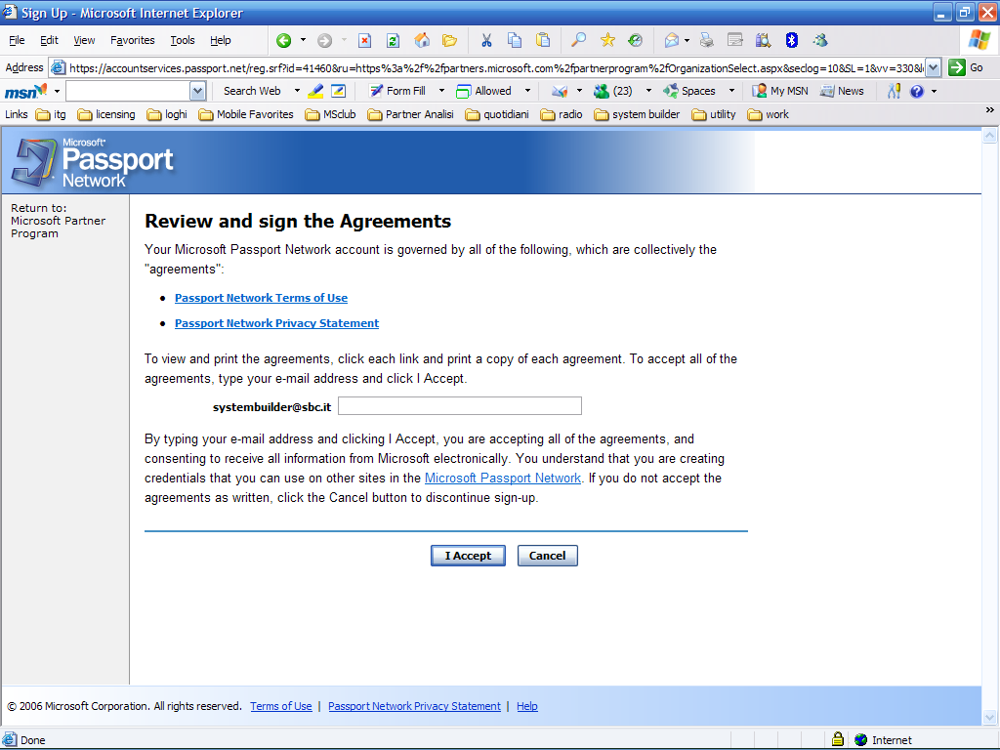 Sign Up - Microsoft Internet Explorer
File Edit View Favorites Tools Help
Address https://accountservices.passport.net/reg.srf?id=41460&ru=https%3a%2f%2fpartners.microsoft.com%2fpartnerprogram%2fOrganizationSelect.aspx&seclog=10&SL=1&vv=330& Go
msn Search Web Form Fill Allowed (23) Spaces My MSN News
Links itg licensing loghi Mobile Favorites MSclub Partner Analisi quotidiani radio system builder utility work »
Microsoft®
Passport
Network
Return to:
Microsoft Partner
Program
Review and sign the Agreements
Your Microsoft Passport Network account is governed by all of the following, which are collectively the
"agreements":
• Passport Network Terms of Use
• Passport Network Privacy Statement
To view and print the agreements, click each link and print a copy of each agreement. To accept all of the
agreements, type your e-mail address and click I Accept.
systembuilder@sbc.it
By typing your e-mail address and clicking I Accept, you are accepting all of the agreements, and
consenting to receive all information from Microsoft electronically. You understand that you are creating
credentials that you can use on other sites in the Microsoft Passport Network. If you do not accept the
agreements as written, click the Cancel button to discontinue sign-up.
I Accept Cancel
© 2006 Microsoft Corporation. All rights reserved. Terms of Use | Passport Network Privacy Statement | Help
Done Internet